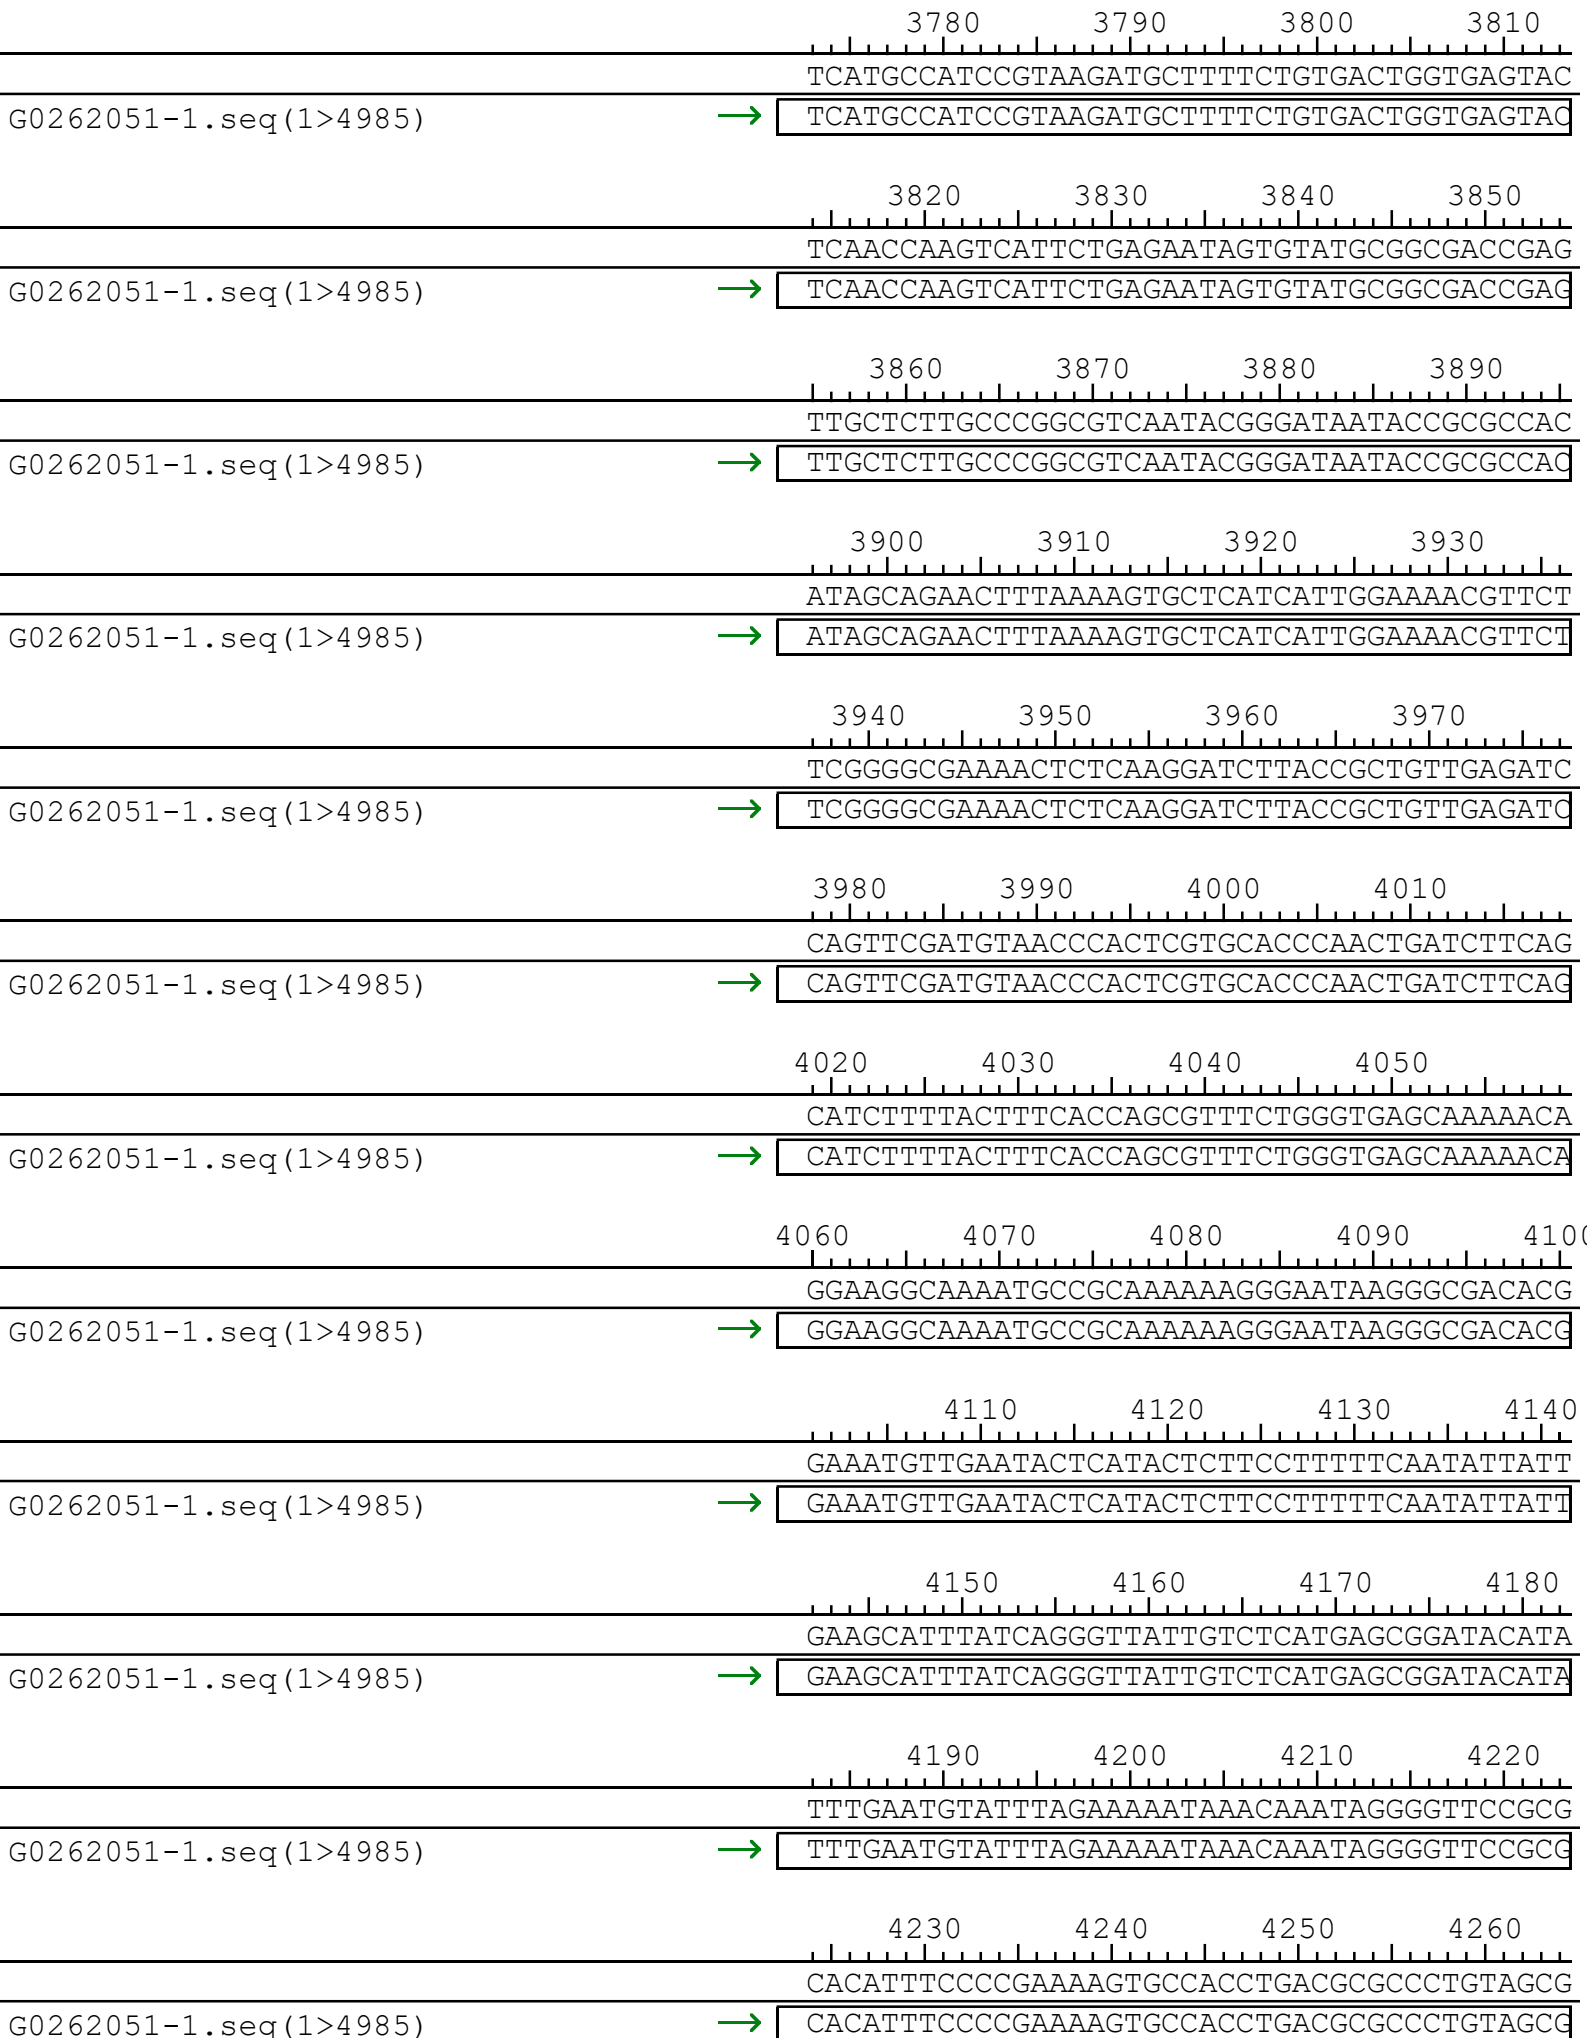 3780 3790 3800 3810
TCATGCCATCCGTAAGATGCTTTTCTGTGACTGGTGAGTAC
G0262051-1.seq(1>4985) → TCATGCCATCCGTAAGATGCTTTTCTGTGACTGGTGAGTAC
3820 3830 3840 3850
TCAACCAAGTCATTCTGAGAATAGTGTATGCGGCGACCGAG
G0262051-1.seq(1>4985) → TCAACCAAGTCATTCTGAGAATAGTGTATGCGGCGACCGAG
3860 3870 3880 3890
TTGCTCTTGCCCGGCGTCAATACGGGATAATACCGCGCCAC
G0262051-1.seq(1>4985) → TTGCTCTTGCCCGGCGTCAATACGGGATAATACCGCGCCAC
3900 3910 3920 3930
ATAGCAGAACTTTAAAAGTGCTCATCATTGGAAAACGTTCT
G0262051-1.seq(1>4985) → ATAGCAGAACTTTAAAAGTGCTCATCATTGGAAAACGTTCT
3940 3950 3960 3970
TCGGGGCGAAAACTCTCAAGGATCTTACCGCTGTTGAGATC
G0262051-1.seq(1>4985) → TCGGGGCGAAAACTCTCAAGGATCTTACCGCTGTTGAGATC
3980 3990 4000 4010
CAGTTCGATGTAACCCACTCGTGCACCCAACTGATCTTCAG
G0262051-1.seq(1>4985) → CAGTTCGATGTAACCCACTCGTGCACCCAACTGATCTTCAG
4020 4030 4040 4050
CATCTTTTACTTTCACCAGCGTTTCTGGGTGAGCAAAAACA
G0262051-1.seq(1>4985) → CATCTTTTACTTTCACCAGCGTTTCTGGGTGAGCAAAAACA
4060 4070 4080 4090 4100
GGAAGGCAAAATGCCGCAAAAAAGGGAATAAGGGCGACACG
G0262051-1.seq(1>4985) → GGAAGGCAAAATGCCGCAAAAAAGGGAATAAGGGCGACACG
4110 4120 4130 4140
GAAATGTTGAATACTCATACTCTTCCTTTTTCAATATTATT
G0262051-1.seq(1>4985) → GAAATGTTGAATACTCATACTCTTCCTTTTTCAATATTATT
4150 4160 4170 4180
GAAGCATTTATCAGGGTTATTGTCTCATGAGCGGATACATA
G0262051-1.seq(1>4985) → GAAGCATTTATCAGGGTTATTGTCTCATGAGCGGATACATA
4190 4200 4210 4220
TTTGAATGTATTTAGAAAAATAAACAAATAGGGGTTCCGCG
G0262051-1.seq(1>4985) → TTTGAATGTATTTAGAAAAATAAACAAATAGGGGTTCCGCG
4230 4240 4250 4260
CACATTTCCCCGAAAAGTGCCACCTGACGCGCCCTGTAGCG
G0262051-1.seq(1>4985) → CACATTTCCCCGAAAAGTGCCACCTGACGCGCCCTGTAGCG